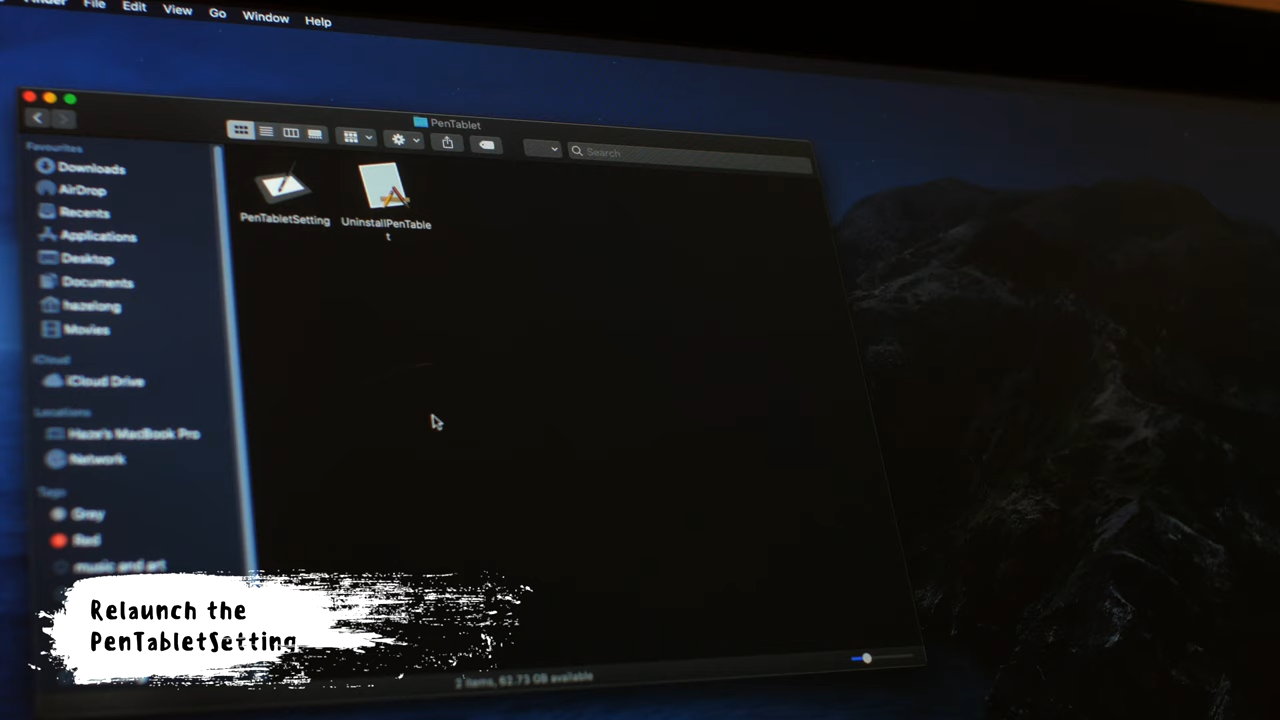 Finder File Edit View Go Window Help
PenTablet
Search
Favourites
Downloads
AirDrop
Recents
Applications
Desktop
Documents
hazelong
Movies
iCloud
iCloud Drive
Locations
Haze's MacBook Pro
Network
Tags
Grey
Red
music and art
PenTabletSetting
UninstallPenTable
t
2 items, 62.73 GB available
Relaunch the
PenTabletSetting